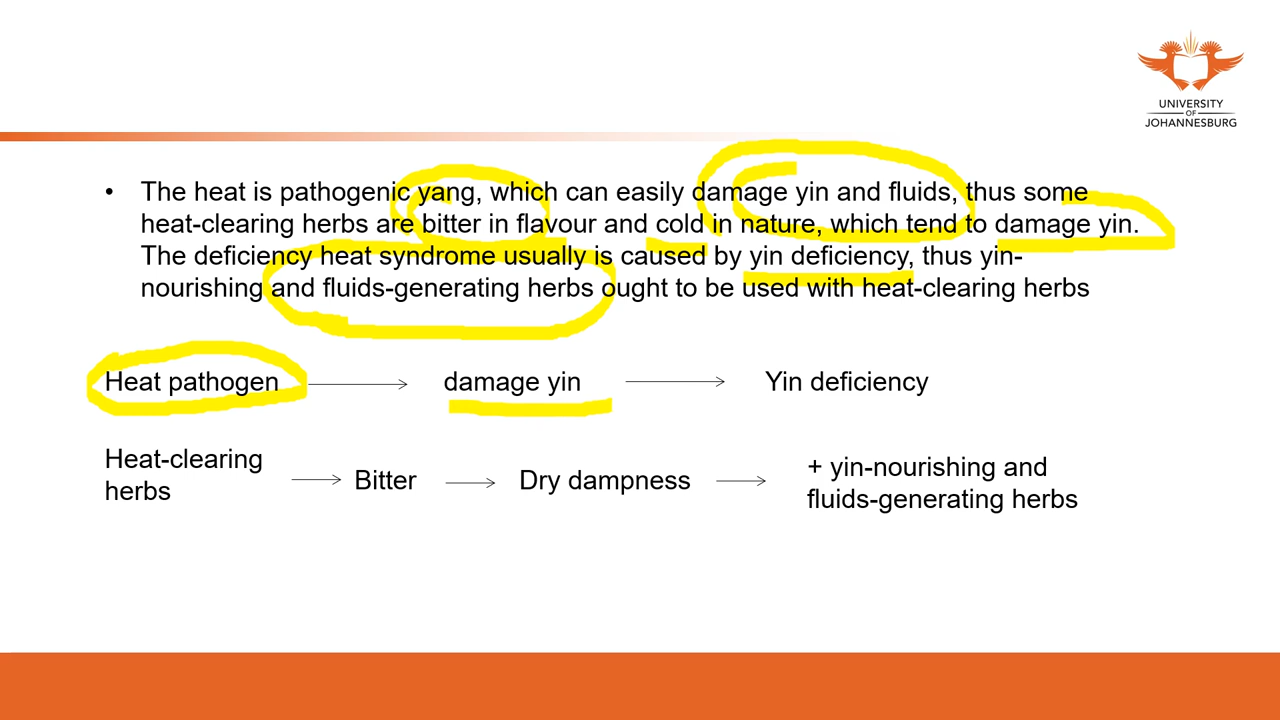 UNIVERSITY
OF
JOHANNESBURG
• The heat is pathogenic yang, which can easily damage yin and fluids, thus some
heat-clearing herbs are bitter in flavour and cold in nature, which tend to damage yin.
The deficiency heat syndrome usually is caused by yin deficiency, thus yin-
nourishing and fluids-generating herbs ought to be used with heat-clearing herbs
Heat pathogen
damage yin
Yin deficiency
Heat-clearing
herbs
Bitter
Dry dampness
+ yin-nourishing and
fluids-generating herbs